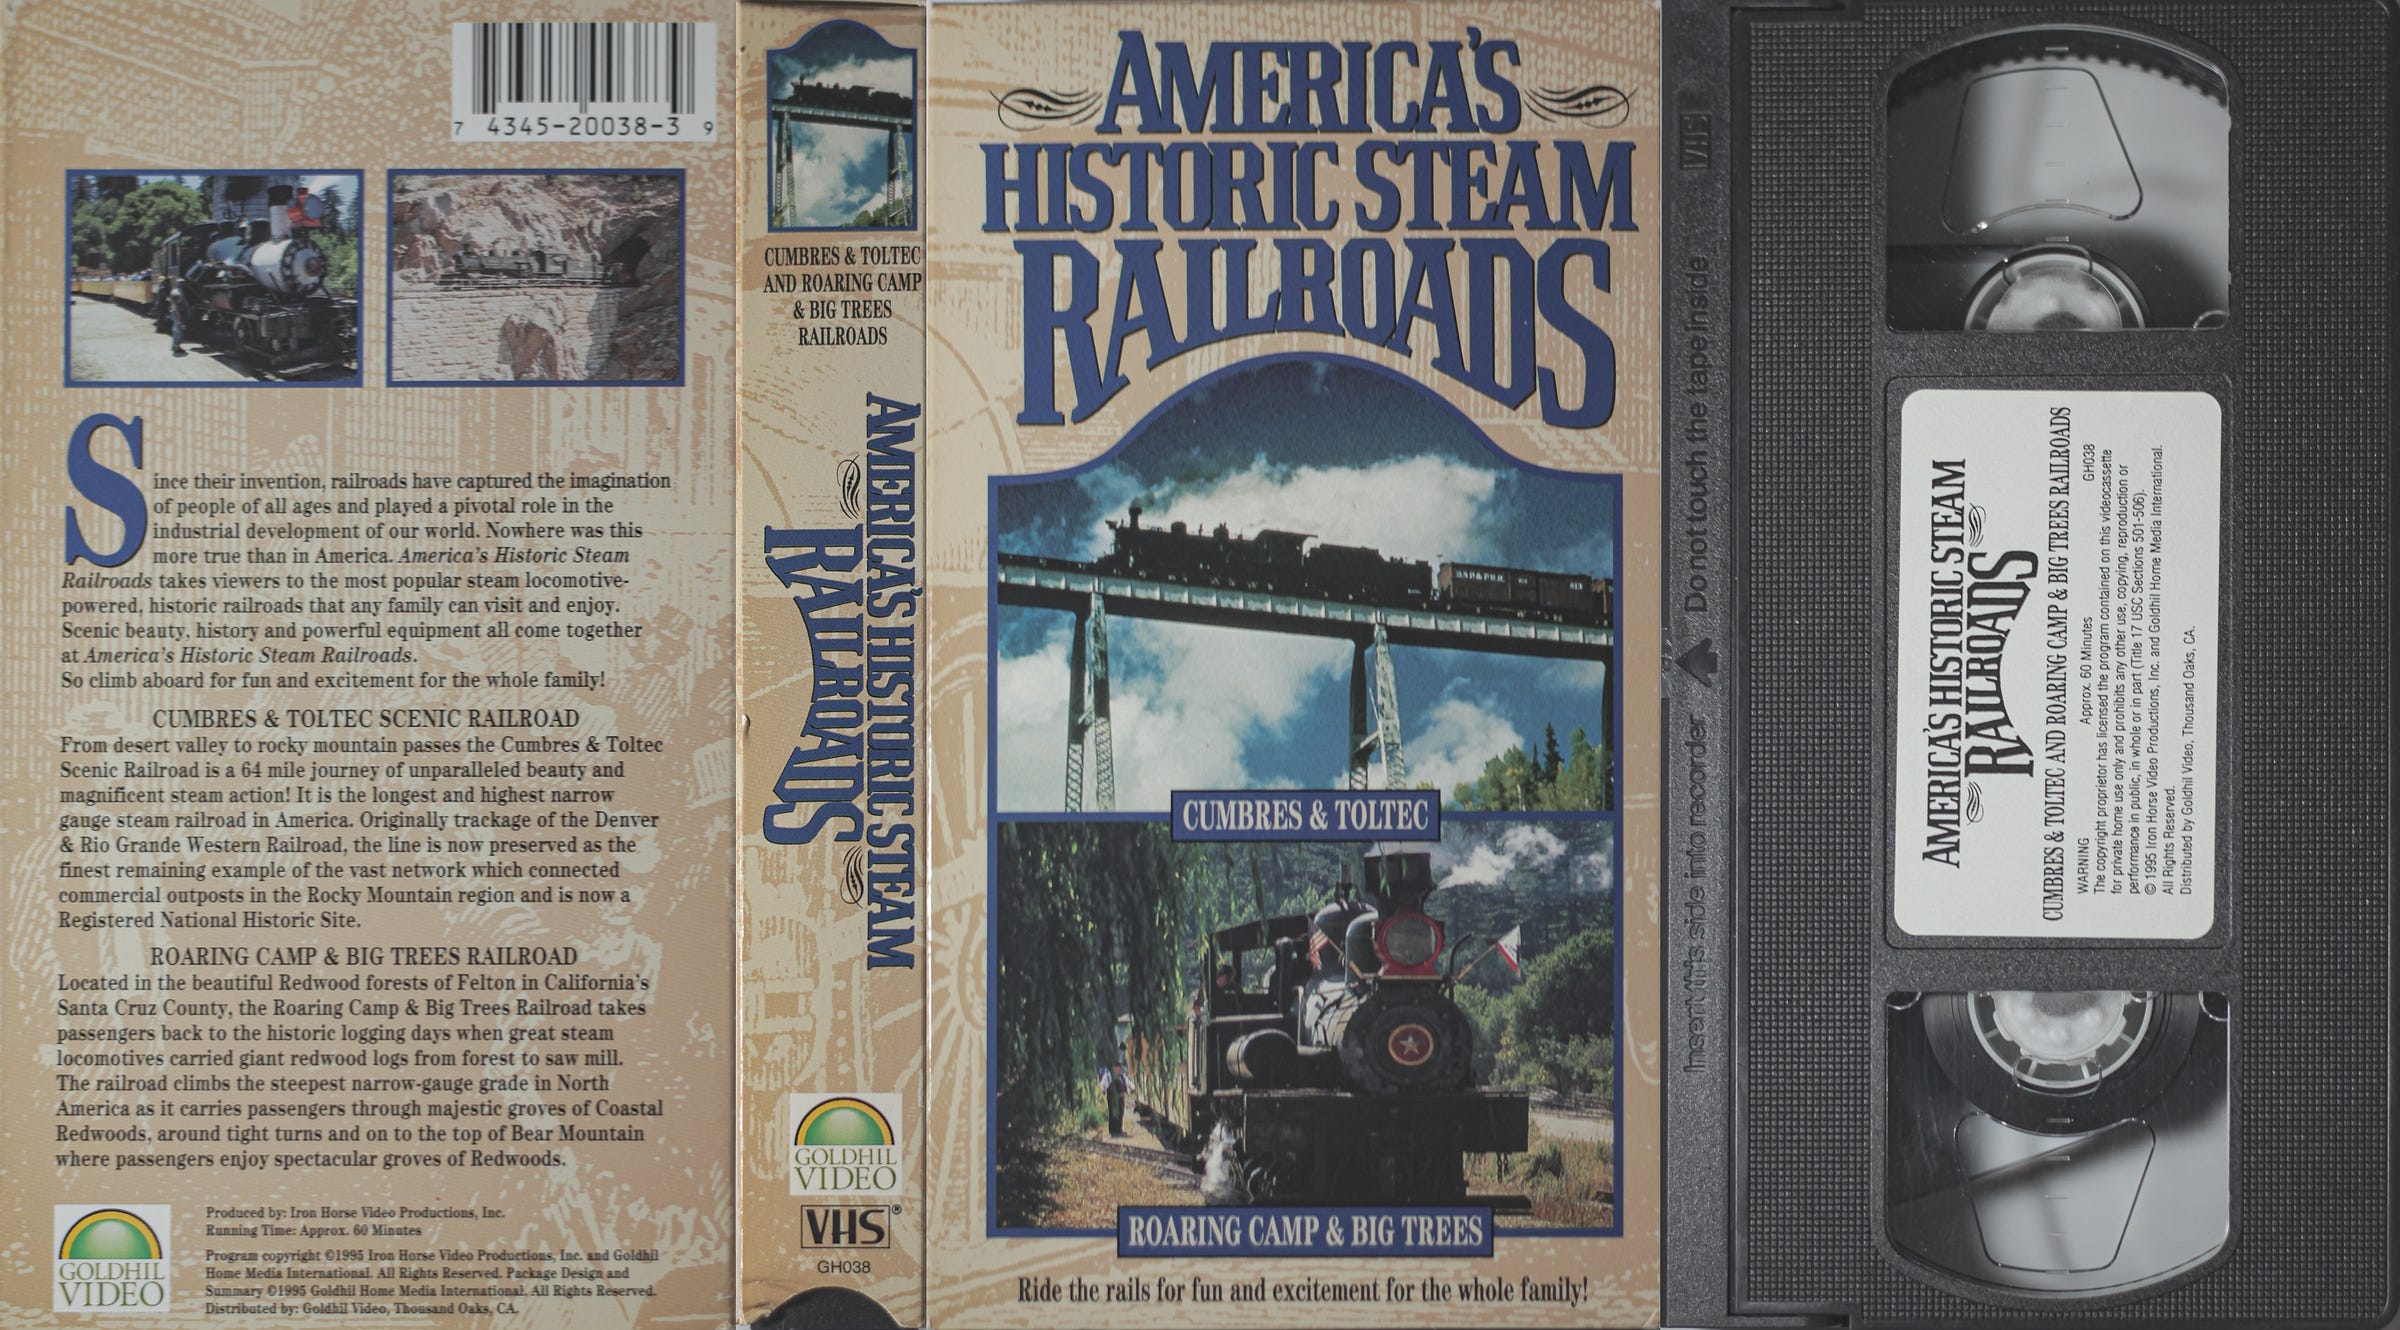 7 4345-20038-3 9
Since their invention, railroads have captured the imagination
of people of all ages and played a pivotal role in the
industrial development of our world. Nowhere was this
more true than in America. America's Historic Steam
Railroads takes viewers to the most popular steam locomotive-
powered, historic railroads that any family can visit and enjoy.
Scenic beauty, history and powerful equipment all come together
at America's Historic Steam Railroads.
So climb aboard for fun and excitement for the whole family!
CUMBRES & TOLTEC SCENIC RAILROAD
From desert valley to rocky mountain passes the Cumbres & Toltec
Scenic Railroad is a 64 mile journey of unparalleled beauty and
magnificent steam action! It is the longest and highest narrow
gauge steam railroad in America. Originally trackage of the Denver
& Rio Grande Western Railroad, the line is now preserved as the
finest remaining example of the vast network which connected
commercial outposts in the Rocky Mountain region and is now a
Registered National Historic Site.
ROARING CAMP & BIG TREES RAILROAD
Located in the beautiful Redwood forests of Felton in California's
Santa Cruz County, the Roaring Camp & Big Trees Railroad takes
passengers back to the historic logging days when great steam
locomotives carried giant redwood logs from forest to saw mill.
The railroad climbs the steepest narrow-gauge grade in North
America as it carries passengers through majestic groves of Coastal
Redwoods, around tight turns and on to the top of Bear Mountain
where passengers enjoy spectacular groves of Redwoods.
GOLDHIL
VIDEO
Produced by: Iron Horse Video Productions, Inc.
Running Time: Approx. 60 Minutes
Program copyright ©1995 Iron Horse Video Productions, Inc. and Goldhil
Home Media International. All Rights Reserved. Package Design and
Summary ©1995 Goldhil Home Media International. All Rights Reserved.
Distributed by: Goldhil Video, Thousand Oaks, CA.
CUMBRES & TOLTEC
AND ROARING CAMP
& BIG TREES
RAILROADS
AMERICA'S HISTORIC STEAM
RAILROADS
GOLDHIL
VIDEO
VHS®
GH038
AMERICA'S
HISTORIC STEAM
RAILROADS
CUMBRES & TOLTEC
ROARING CAMP & BIG TREES
Ride the rails for fun and excitement for the whole family!
VHS
Insert this side into recorder
Do not touch the tape inside
AMERICA'S HISTORIC STEAM
RAILROADS
CUMBRES & TOLTEC AND ROARING CAMP & BIG TREES RAILROADS
WARNING Approx. 60 Minutes GH038
The copyright proprietor has licensed the program contained on this videocassette
for private home use only and prohibits any other use, copying, reproduction or
performance in public, in whole or in part (Title 17 USC Sections 501-506).
© 1995 Iron Horse Video Productions, Inc. and Goldhil Home Media International.
All Rights Reserved.
Distributed by Goldhil Video, Thousand Oaks, CA.